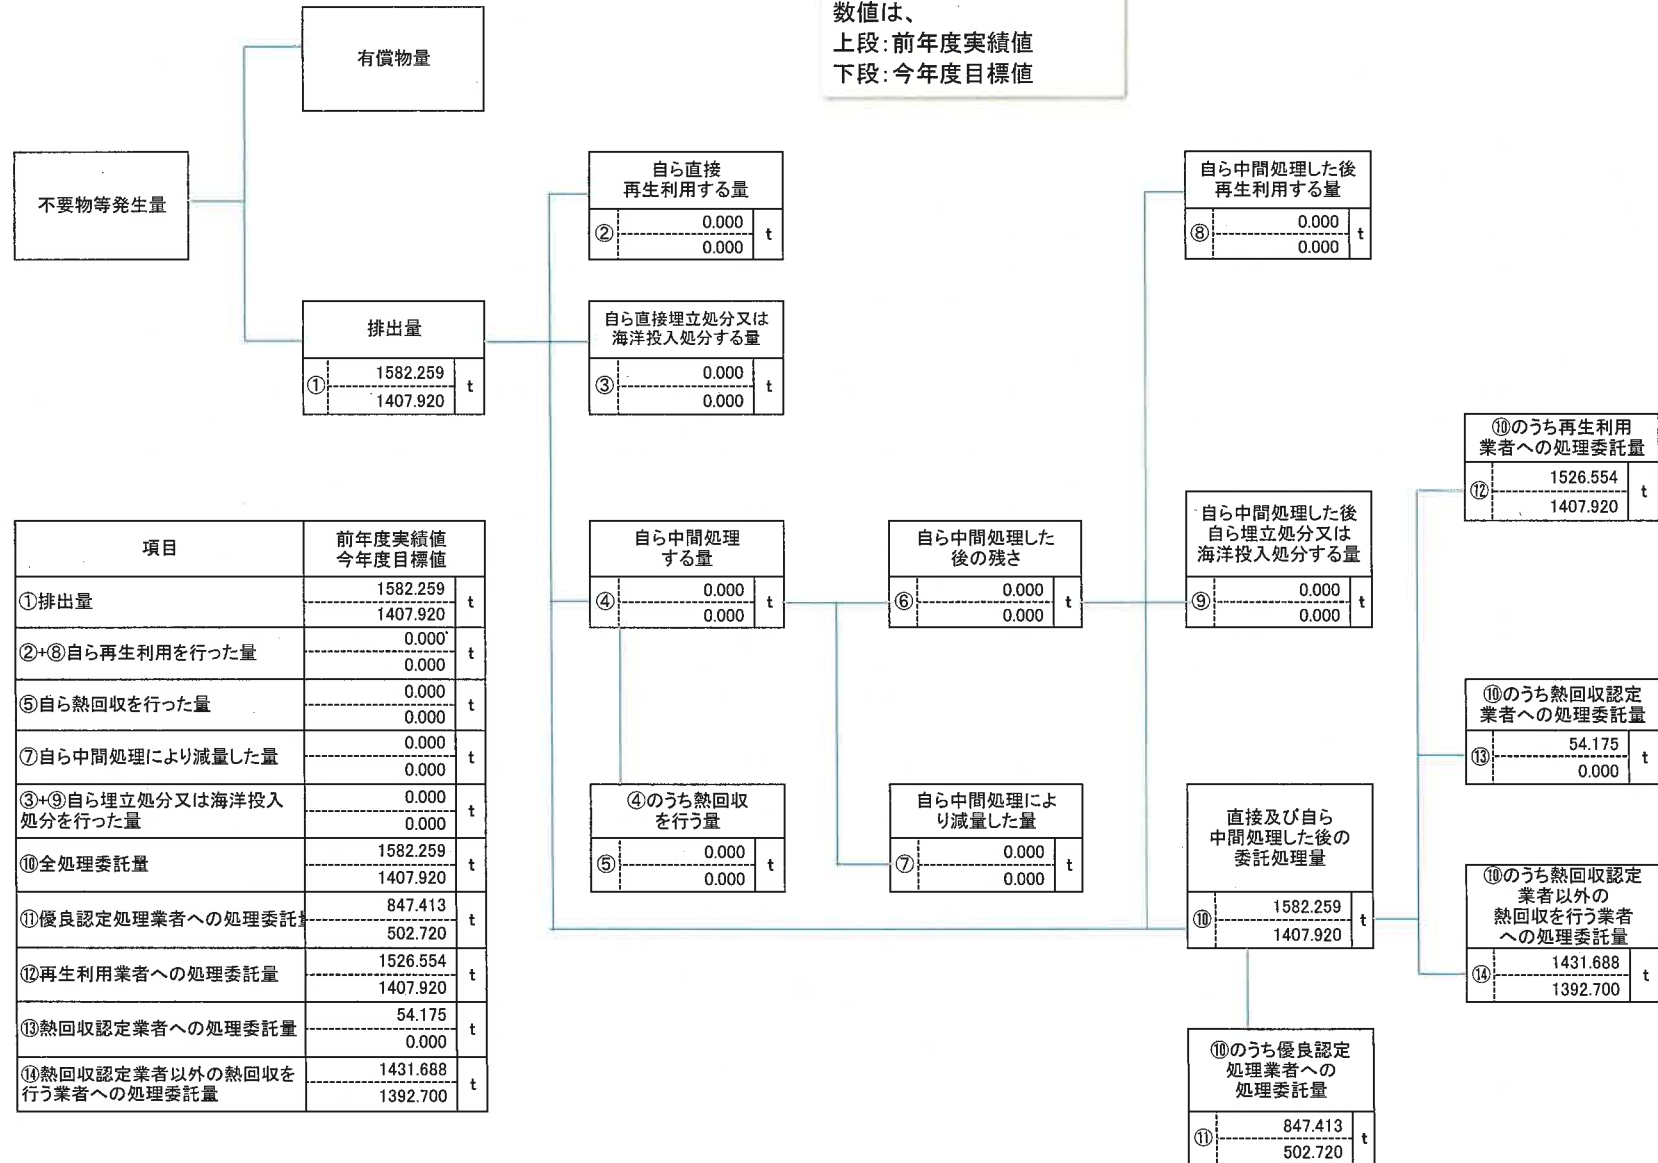 数値は、
上段：前年度実績値
下段：今年度目標値
有償物量
不要物等発生量
排出量
① 1582.259 t
1407.920
自ら直接
再生利用する量
② 0.000 t
0.000
自ら直接埋立処分又は
海洋投入処分する量
③ 0.000 t
0.000
自ら中間処理
する量
④ 0.000 t
0.000
④のうち熱回収
を行う量
⑤ 0.000 t
0.000
自ら中間処理した
後の残さ
⑥ 0.000 t
0.000
自ら中間処理によ
り減量した量
⑦ 0.000 t
0.000
自ら中間処理した後
再生利用する量
⑧ 0.000 t
0.000
自ら中間処理した後
自ら埋立処分又は
海洋投入処分する量
⑨ 0.000 t
0.000
直接及び自ら
中間処理した後の
委託処理量
⑩ 1582.259 t
1407.920
⑩のうち優良認定
処理業者への
処理委託量
⑪ 847.413 t
502.720
⑩のうち再生利用
業者への処理委託量
⑫ 1526.554 t
1407.920
⑩のうち熱回収認定
業者への処理委託量
⑬ 54.175 t
0.000
⑩のうち熱回収認定
業者以外の
熱回収を行う業者
への処理委託量
⑭ 1431.688 t
1392.700
項目 前年度実績値
今年度目標値
①排出量 1582.259 t
1407.920
②+⑧自ら再生利用を行った量 0.000 t
0.000
⑤自ら熱回収を行った量 0.000 t
0.000
⑦自ら中間処理により減量した量 0.000 t
0.000
③+⑨自ら埋立処分又は海洋投入
処分を行った量 0.000 t
0.000
⑩全処理委託量 1582.259 t
1407.920
⑪優良認定処理業者への処理委託 847.413 t
502.720
⑫再生利用業者への処理委託量 1526.554 t
1407.920
⑬熱回収認定業者への処理委託量 54.175 t
0.000
⑭熱回収認定業者以外の熱回収を
行う業者への処理委託量 1431.688 t
1392.700